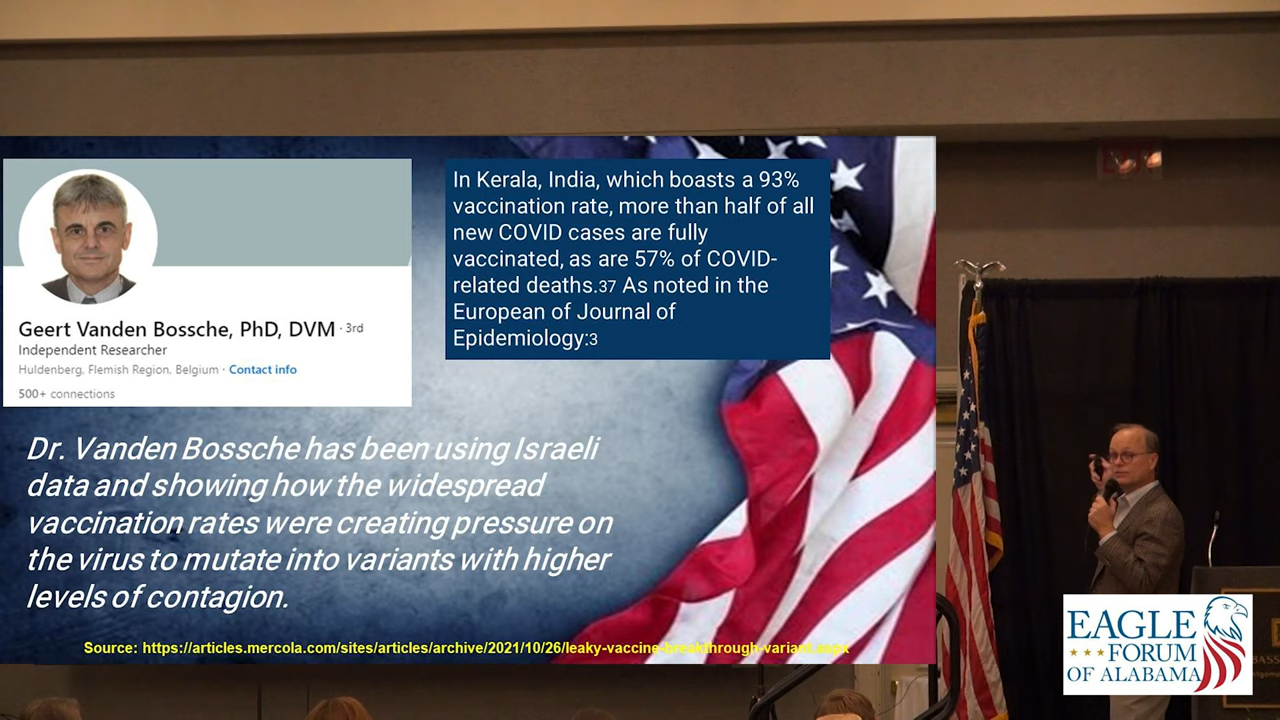 Geert Vanden Bossche, PhD, DVM · 3rd
Independent Researcher
Huldenberg, Flemish Region, Belgium · Contact info
500+ connections
In Kerala, India, which boasts a 93%
vaccination rate, more than half of all
new COVID cases are fully
vaccinated, as are 57% of COVID-
related deaths.37 As noted in the
European of Journal of
Epidemiology:3
Dr. Vanden Bossche has been using Israeli
data and showing how the widespread
vaccination rates were creating pressure on
the virus to mutate into variants with higher
levels of contagion.
Source: https://articles.mercola.com/sites/articles/archive/2021/10/26/leaky-vaccine-breakthrough-variant.aspx
EAGLE
FORUM
OF ALABAMA